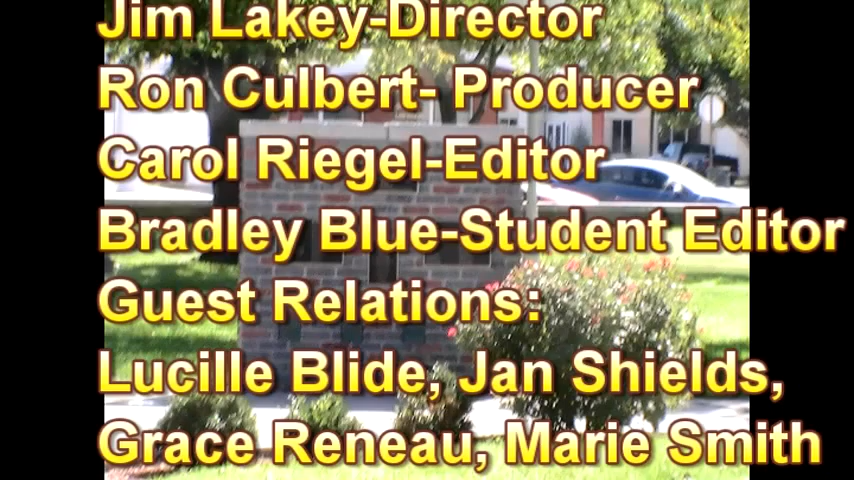 Jim Lakey-Director
Ron Culbert- Producer
Carol Riegel-Editor
Bradley Blue-Student Editor
Guest Relations:
Lucille Blide, Jan Shields,
Grace Reneau, Marie Smith